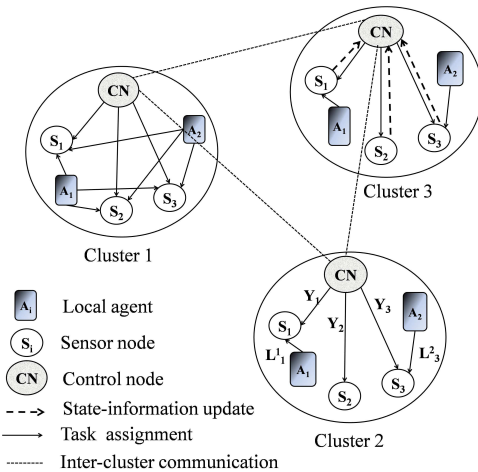 CN
S₁
A₂
A₁
S₂
S₃
Cluster 1
CN
S₁
A₂
A₁
S₂
S₃
Cluster 3
CN
Y₁
Y₂
Y₃
A₂
S₁
L¹₁
A₁
L²₃
S₂
S₃
Cluster 2
Aᵢ Local agent
Sᵢ Sensor node
CN Control node
State-information update
Task assignment
Inter-cluster communication